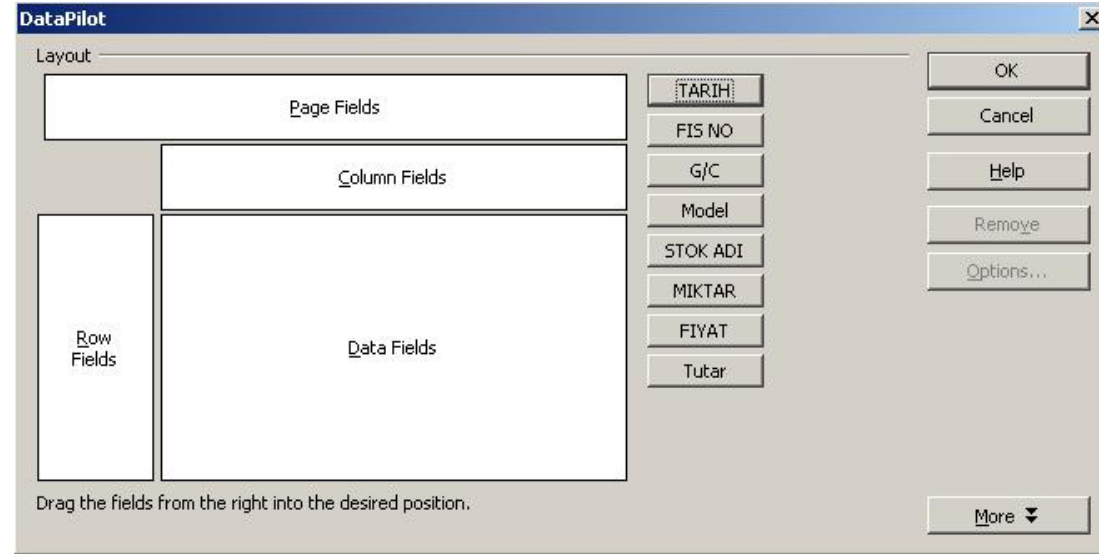 DataPilot
Layout
Page Fields
Column Fields
Row
Fields
Data Fields
TARIH
FIS NO
G/C
Model
STOK ADI
MIKTAR
FIYAT
Tutar
OK
Cancel
Help
Remove
Options...
Drag the fields from the right into the desired position.
More